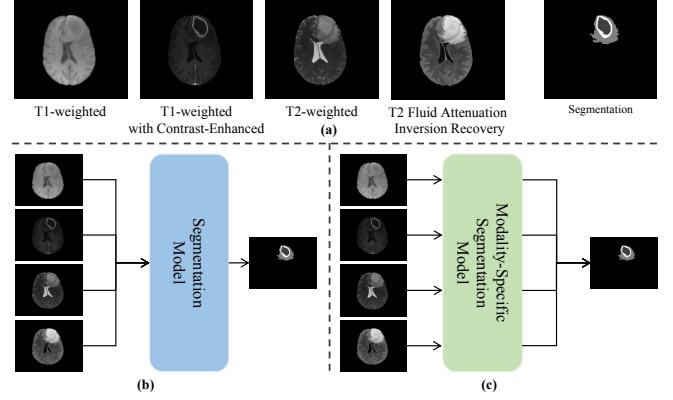 T1-weighted
T1-weighted
with Contrast-Enhanced
T2-weighted
(a)
T2 Fluid Attenuation
Inversion Recovery
Segmentation
Segmentation
Model
(b)
Modality-Specific
Segmentation
Model
(c)